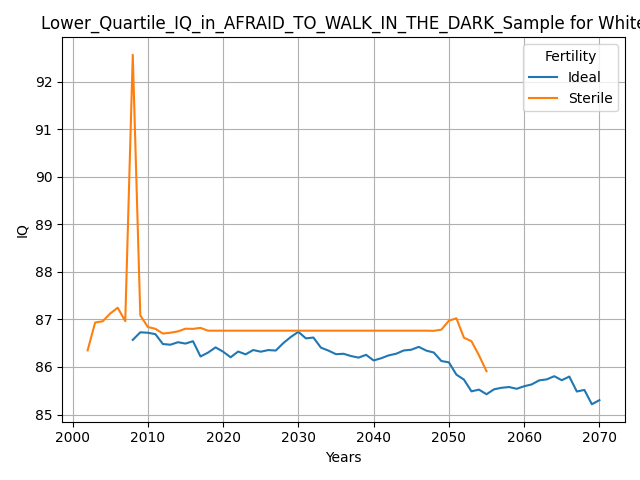 Lower_Quartile_IQ_in_AFRAID_TO_WALK_IN_THE_DARK_Sample for White
Fertility
Ideal
Sterile
92
91
90
89
88
87
86
85
IQ
2000 2010 2020 2030 2040 2050 2060 2070
Years